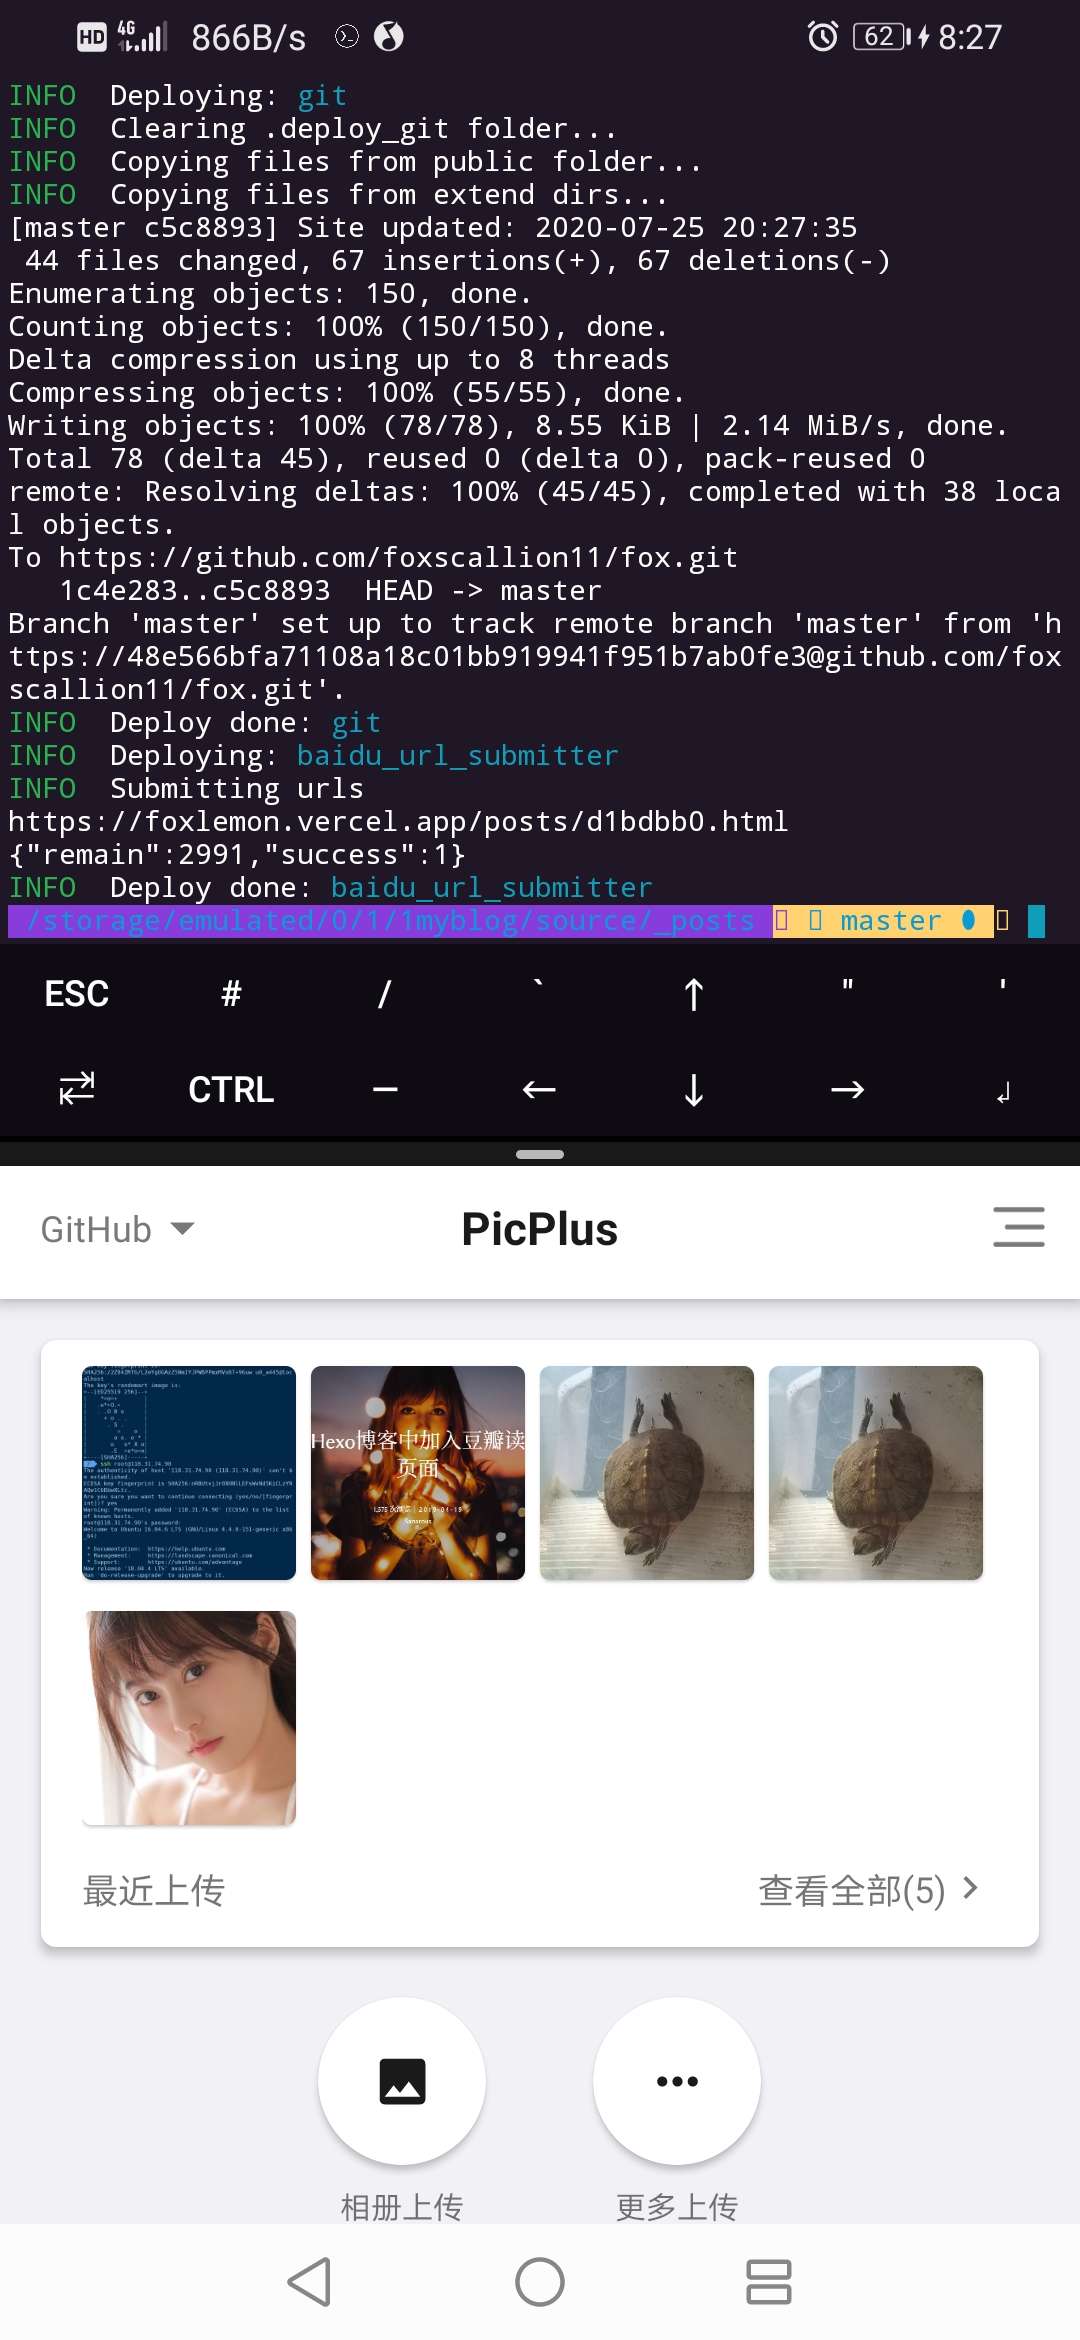 HD 4G 866B/s 62 8:27
INFO  Deploying: git
INFO  Clearing .deploy_git folder...
INFO  Copying files from public folder...
INFO  Copying files from extend dirs...
[master c5c8893] Site updated: 2020-07-25 20:27:35
 44 files changed, 67 insertions(+), 67 deletions(-)
Enumerating objects: 150, done.
Counting objects: 100% (150/150), done.
Delta compression using up to 8 threads
Compressing objects: 100% (55/55), done.
Writing objects: 100% (78/78), 8.55 KiB | 2.14 MiB/s, done.
Total 78 (delta 45), reused 0 (delta 0), pack-reused 0
remote: Resolving deltas: 100% (45/45), completed with 38 loca
l objects.
To https://github.com/foxscallion11/fox.git
   1c4e283..c5c8893  HEAD -> master
Branch 'master' set up to track remote branch 'master' from 'h
ttps://48e566bfa71108a18c01bb919941f951b7ab0fe3@github.com/fox
scallion11/fox.git'.
INFO  Deploy done: git
INFO  Deploying: baidu_url_submitter
INFO  Submitting urls
https://foxlemon.vercel.app/posts/d1bdbb0.html
{"remain":2991,"success":1}
INFO  Deploy done: baidu_url_submitter
/storage/emulated/0/1/1myblog/source/_posts master
ESC # / ` ↑ " '
⇄ CTRL — ← ↓ → ↲
GitHub PicPlus
Hexo博客中加入豆瓣读
页面
最近上传 查看全部(5) >
相册上传 更多上传